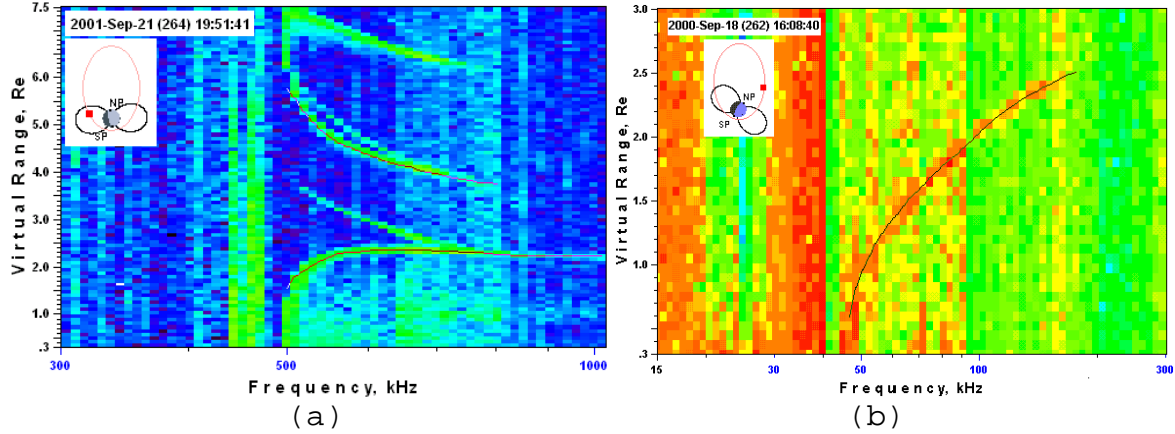 2001-Sep-21 (264) 19:51:41
NP
SP
Virtual Range, Re
7.5
6.0
5.0
4.0
3.0
2.0
1.0
.3
300
500
1000
Frequency, kHz
(a)
2000-Sep-18 (262) 16:08:40
NP
SP
Virtual Range, Re
3.0
2.5
2.0
1.6
1.0
.3
15
30
50
100
300
Frequency, kHz
(b)